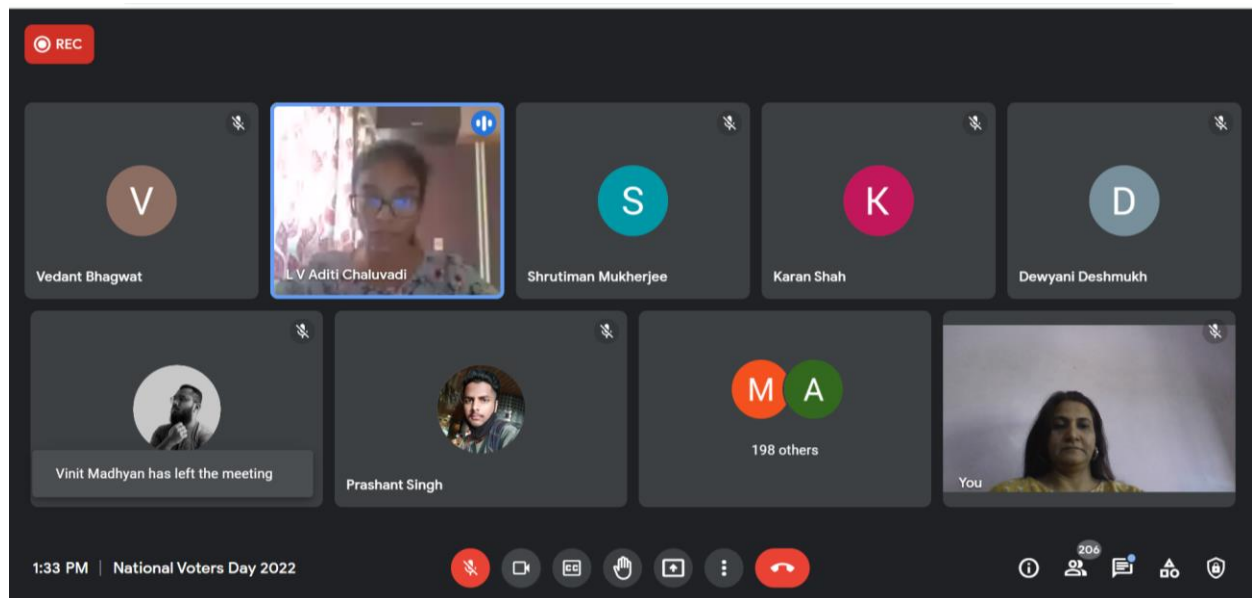 REC
V
Vedant Bhagwat
L V Aditi Chaluvadi
S
Shrutiman Mukherjee
K
Karan Shah
D
Dewyani Deshmukh
Vinit Madhyan has left the meeting
Prashant Singh
M A
198 others
You
1:33 PM | National Voters Day 2022
CC
206